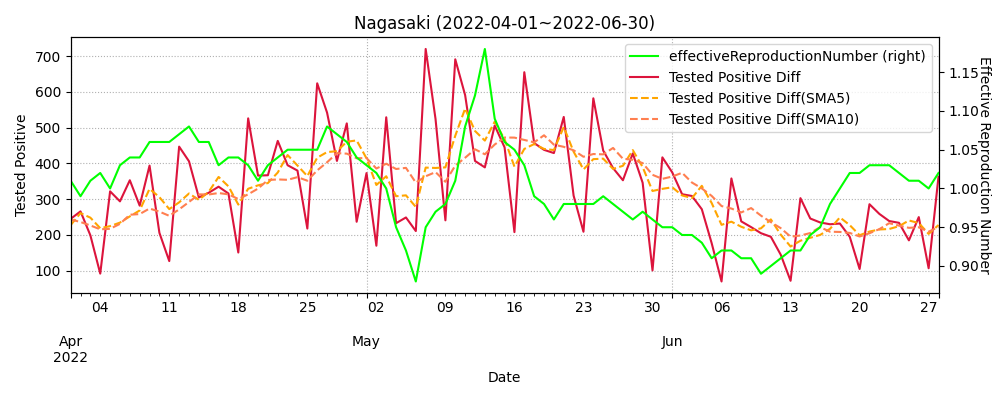 Nagasaki (2022-04-01~2022-06-30)
effectiveReproductionNumber (right)
Tested Positive Diff
Tested Positive Diff(SMA5)
Tested Positive Diff(SMA10)
Tested Positive
700
600
500
400
300
200
100
1.15
1.10
1.05
1.00
0.95
0.90
Effective Reproduction Number
04 11 18 25 02 09 16 23 30 06 13 20 27
Apr May Jun
2022
Date